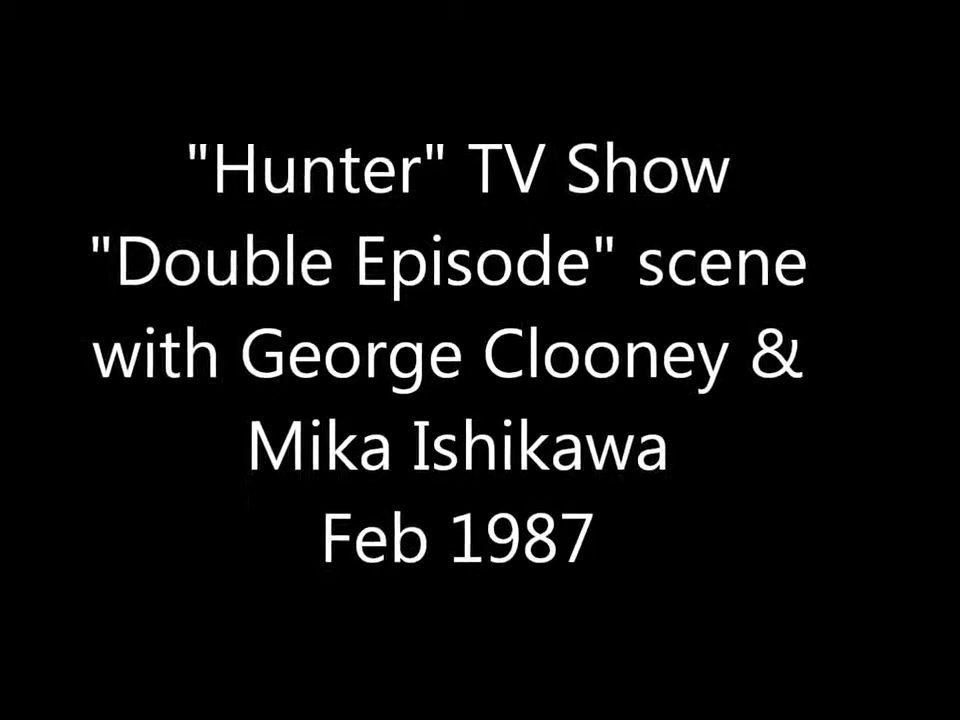 "Hunter" TV Show
"Double Episode" scene
with George Clooney &
Mika Ishikawa
Feb 1987